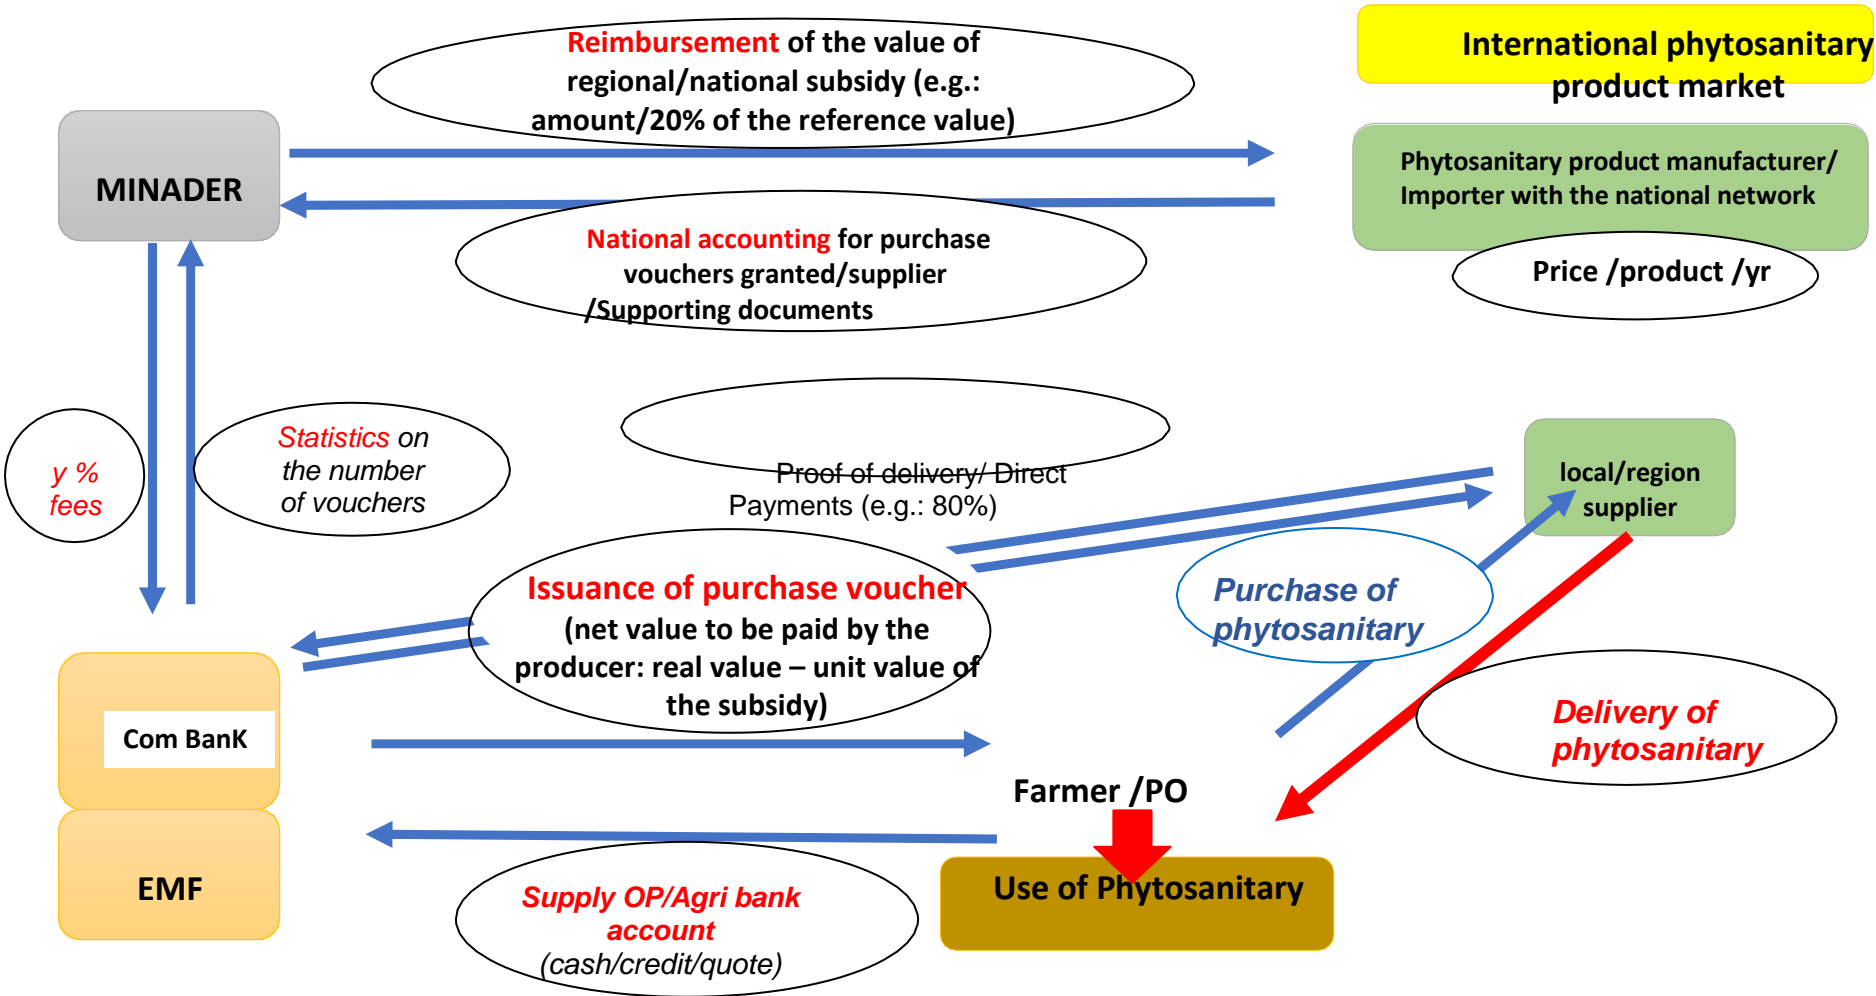 Reimbursement of the value of
regional/national subsidy (e.g.:
amount/20% of the reference value)
International phytosanitary
product market
MINADER
Phytosanitary product manufacturer/
Importer with the national network
National accounting for purchase
vouchers granted/supplier
/Supporting documents
Price /product /yr
y %
fees
Statistics on
the number
of vouchers
Proof of delivery/ Direct
Payments (e.g.: 80%)
local/region
supplier
Issuance of purchase voucher
(net value to be paid by the
producer: real value – unit value of
the subsidy)
Purchase of
phytosanitary
Delivery of
phytosanitary
Com BanK
Farmer /PO
EMF
Use of Phytosanitary
Supply OP/Agri bank
account
(cash/credit/quote)